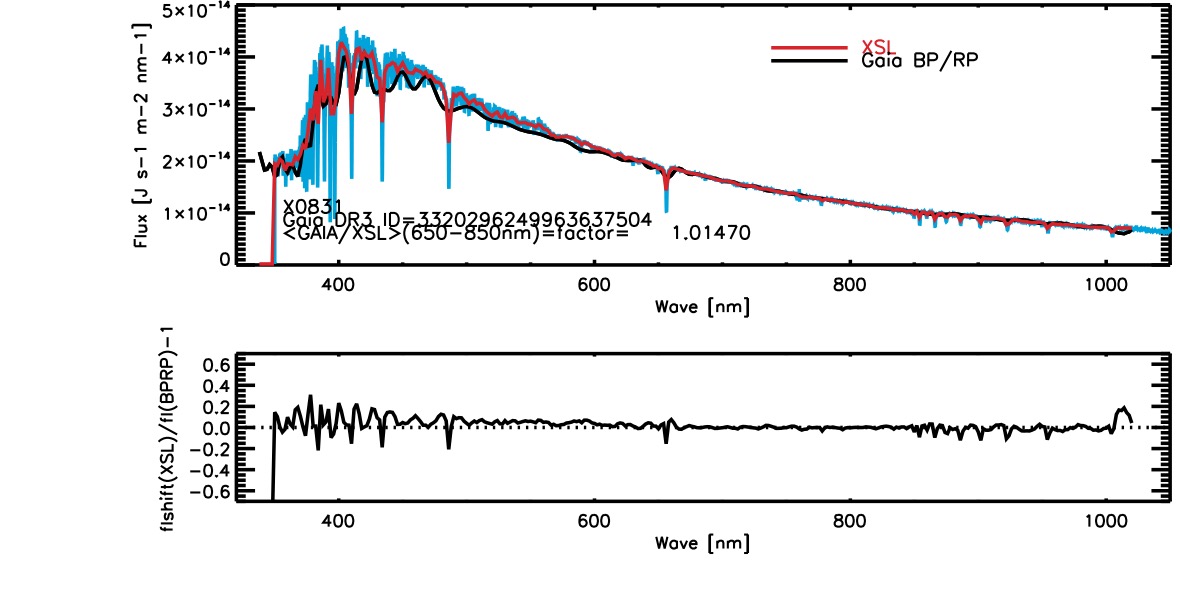 Flux [J s−1 m−2 nm−1]
5×10−14
4×10−14
3×10−14
2×10−14
1×10−14
0
XSL
Gaia BP/RP
X0831
Gaia DR3 ID=3320296249963637504
<GAIA/XSL>(650−850nm)=factor= 1.01470
400 600 800 1000
Wave [nm]
flshift(XSL)/fl(BPRP)−1
0.6
0.4
0.2
0.0
−0.2
−0.4
−0.6
400 600 800 1000
Wave [nm]